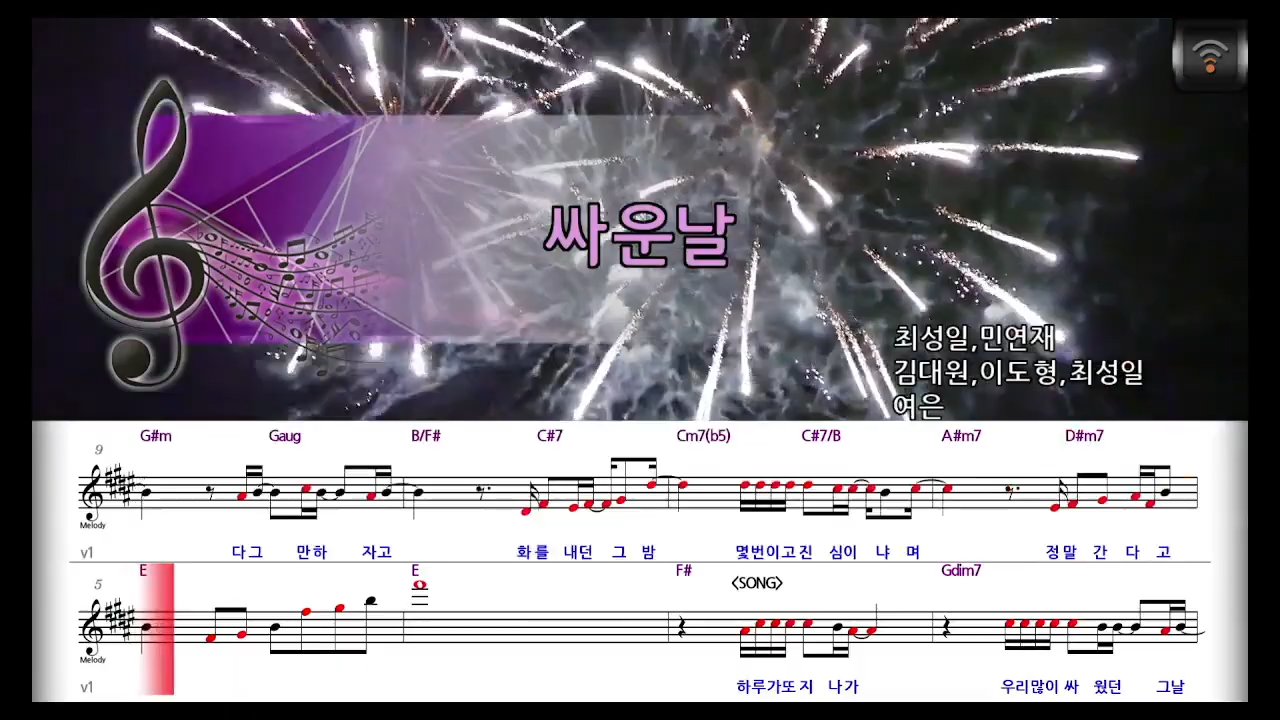 싸운날
최성일,민연재
김대원,이도형,최성일
여은
G#m Gaug B/F# C#7 Cm7(b5) C#7/B A#m7 D#m7
9
Melody
v1 다그 만하 자고 화를 내던 그 밤 몇번이고진 심이 냐 며 정말 간 다 고
E E F# <SONG> Gdim7
5
Melody
v1 하루가또지 나가 우리많이 싸 웠던 그날